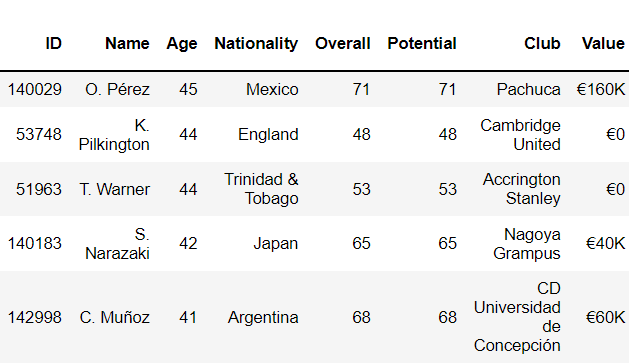 ID Name Age Nationality Overall Potential Club Value
140029 O. Pérez 45 Mexico 71 71 Pachuca €160K
53748 K. Pilkington 44 England 48 48 Cambridge United €0
51963 T. Warner 44 Trinidad & Tobago 53 53 Accrington Stanley €0
140183 S. Narazaki 42 Japan 65 65 Nagoya Grampus €40K
142998 C. Muñoz 41 Argentina 68 68 CD Universidad de Concepción €60K